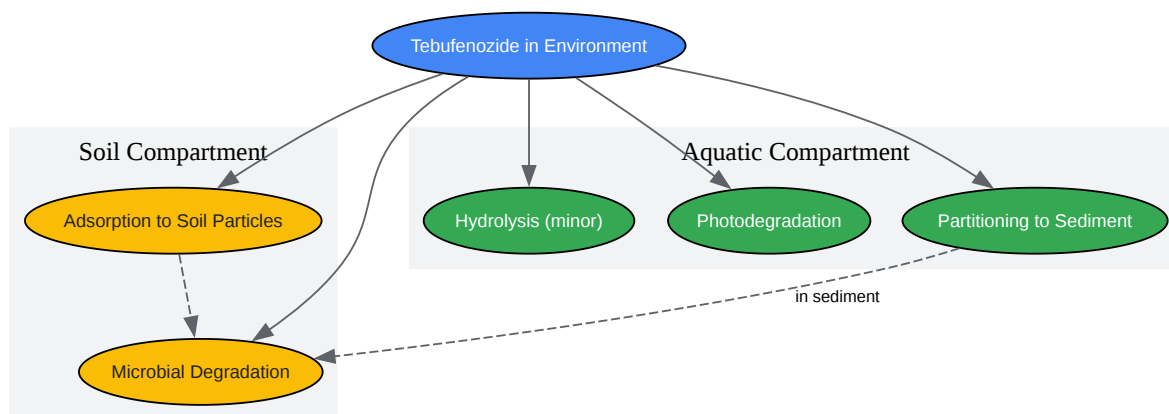 Tebufenozide in Environment
Soil Compartment
Aquatic Compartment
Adsorption to Soil Particles
Hydrolysis (minor)
Photodegradation
Partitioning to Sediment
in sediment
Microbial Degradation